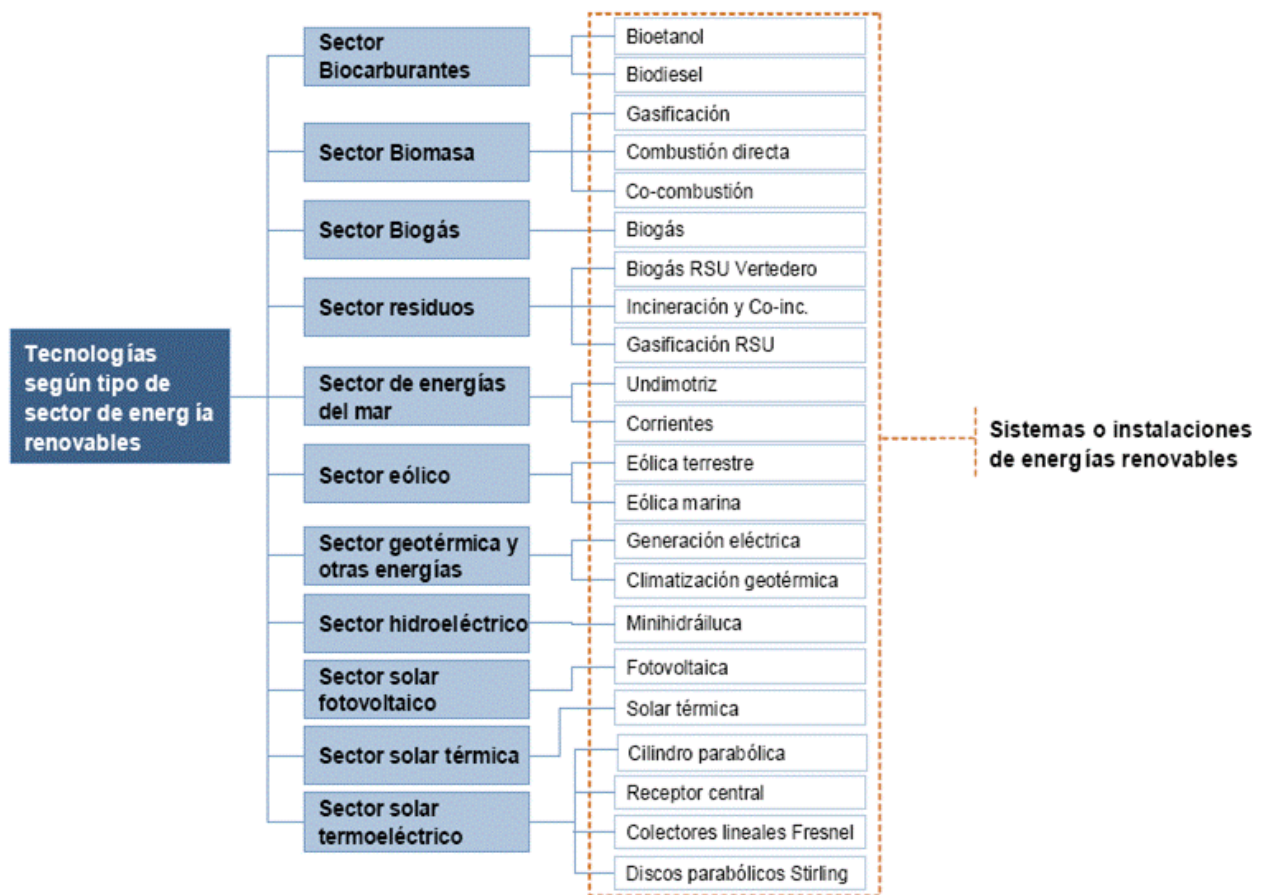 Tecnologías
según tipo de
sector de energ ía
renovables
Sector
Biocarburantes
Bioetanol
Biodiesel
Sector Biomasa
Gasificación
Combustión directa
Co-combustión
Sector Biogás
Biogás
Sector residuos
Biogás RSU Vertedero
Incineración y Co-inc.
Gasificación RSU
Sector de energías
del mar
Undimotriz
Corrientes
Sector eólico
Eólica terrestre
Eólica marina
Sector geotérmica y
otras energías
Generación eléctrica
Climatización geotérmica
Sector hidroeléctrico
Minihidráiluca
Sector solar
fotovoltaico
Fotovoltaica
Sector solar térmica
Solar térmica
Sector solar
termoeléctrico
Cilindro parabólica
Receptor central
Colectores lineales Fresnel
Discos parabólicos Stirling
Sistemas o instalaciones
de energías renovables